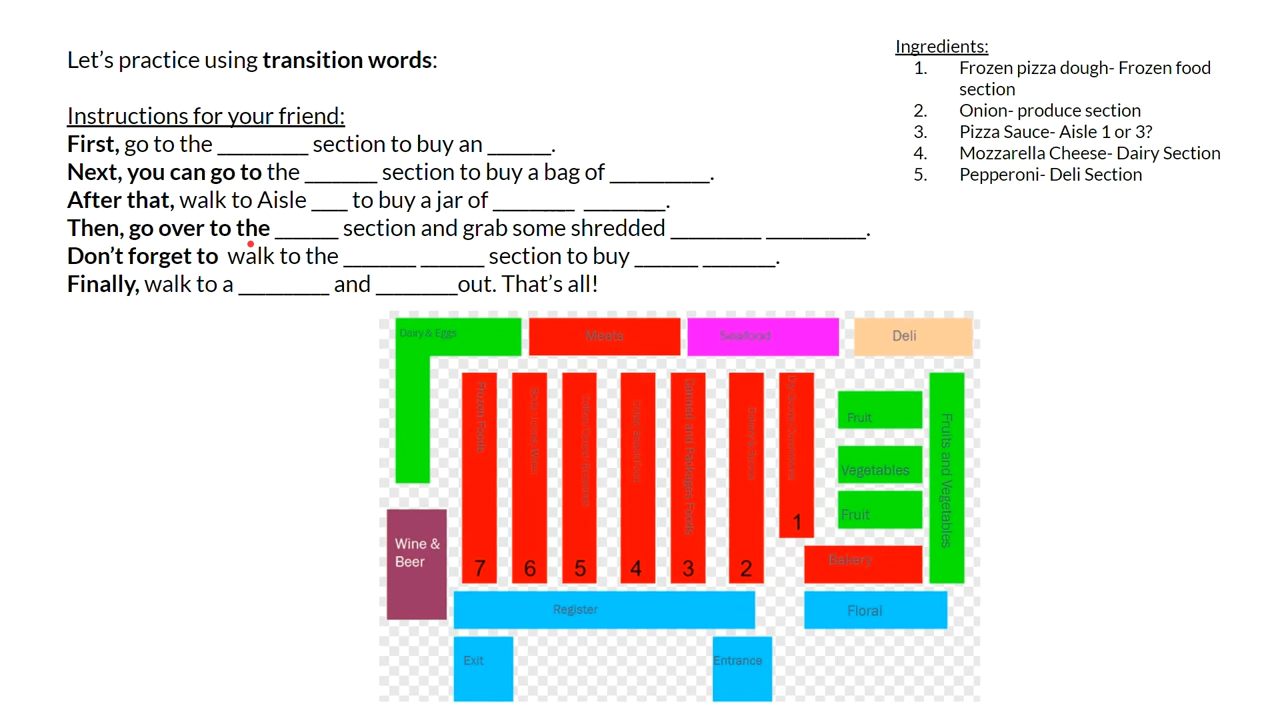 Let's practice using transition words:
Instructions for your friend:
First, go to the ________ section to buy an ______.
Next, you can go to the _______ section to buy a bag of _________.
After that, walk to Aisle ___ to buy a jar of ________ ________.
Then, go over to the ______ section and grab some shredded _________ __________.
Don't forget to walk to the _______ ______ section to buy ______ _______.
Finally, walk to a _________ and ________out. That's all!
Ingredients:
1. Frozen pizza dough- Frozen food
section
2. Onion- produce section
3. Pizza Sauce- Aisle 1 or 3?
4. Mozzarella Cheese- Dairy Section
5. Pepperoni- Deli Section
Dairy & Eggs
Meets
Seafood
Deli
Frozen Foods
Canned and Packages Foods
Fruit
Vegetables
Fruit
Fruits and Vegetables
1
Wine &
Beer
Bakery
7
6
5
4
3
2
Register
Floral
Exit
Entrance